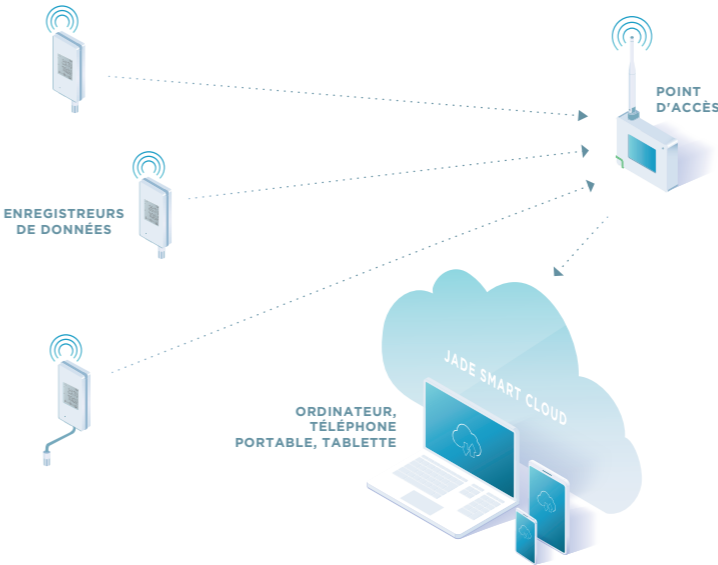 POINT
D'ACCÈS
ENREGISTREURS
DE DONNÉES
JADE SMART CLOUD
ORDINATEUR,
TÉLÉPHONE
PORTABLE, TABLETTE